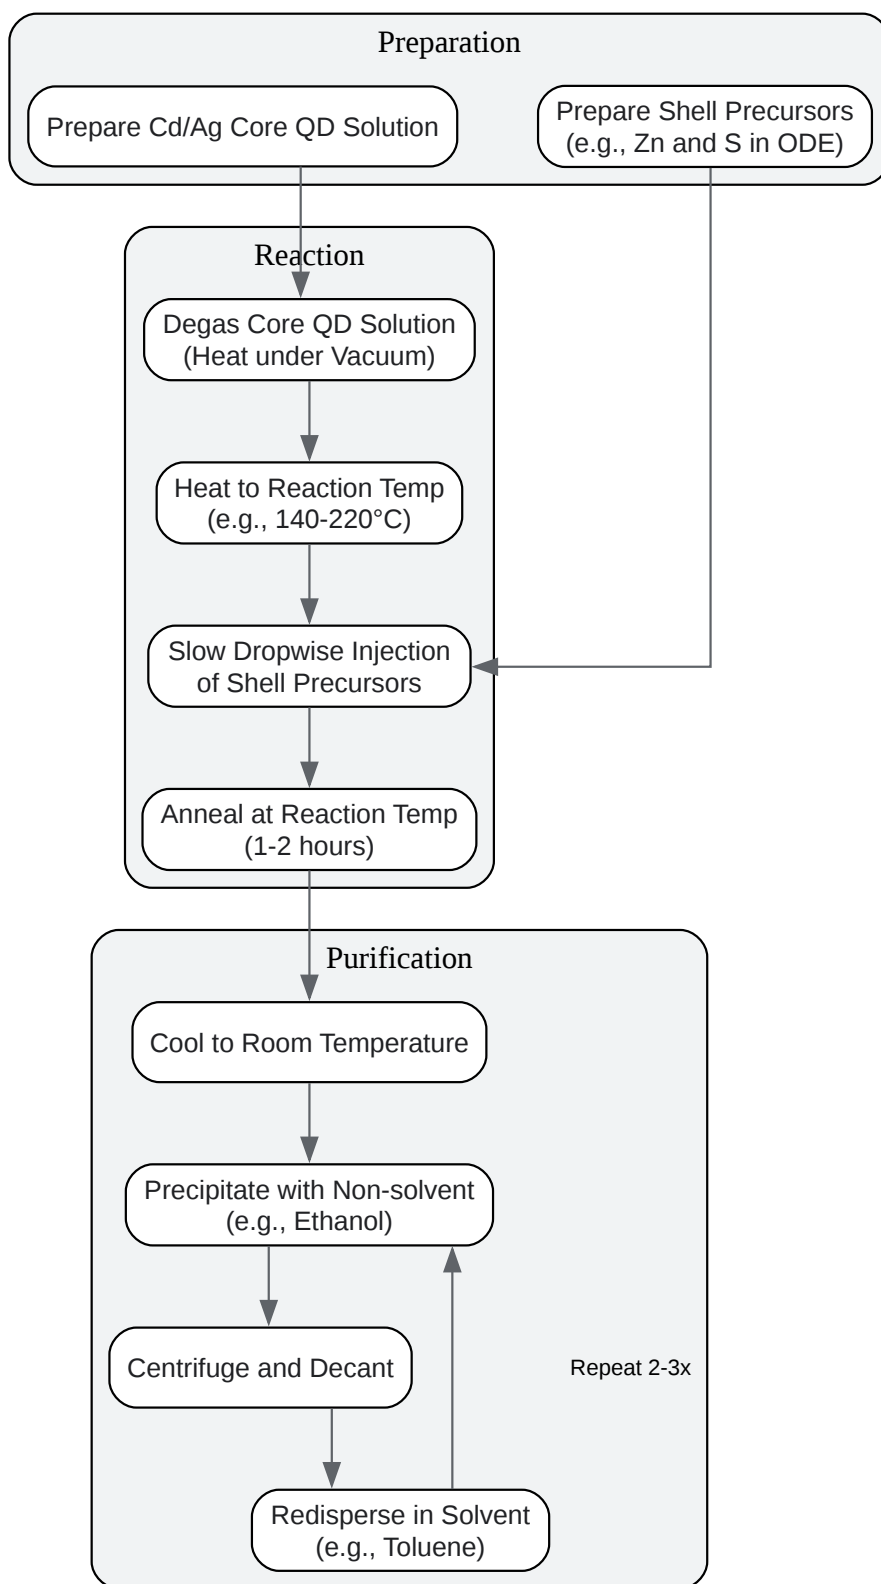 Preparation
Prepare Cd/Ag Core QD Solution
Prepare Shell Precursors
(e.g., Zn and S in ODE)
Reaction
Degas Core QD Solution
(Heat under Vacuum)
Heat to Reaction Temp
(e.g., 140-220°C)
Slow Dropwise Injection
of Shell Precursors
Anneal at Reaction Temp
(1-2 hours)
Purification
Cool to Room Temperature
Precipitate with Non-solvent
(e.g., Ethanol)
Centrifuge and Decant
Repeat 2-3x
Redisperse in Solvent
(e.g., Toluene)